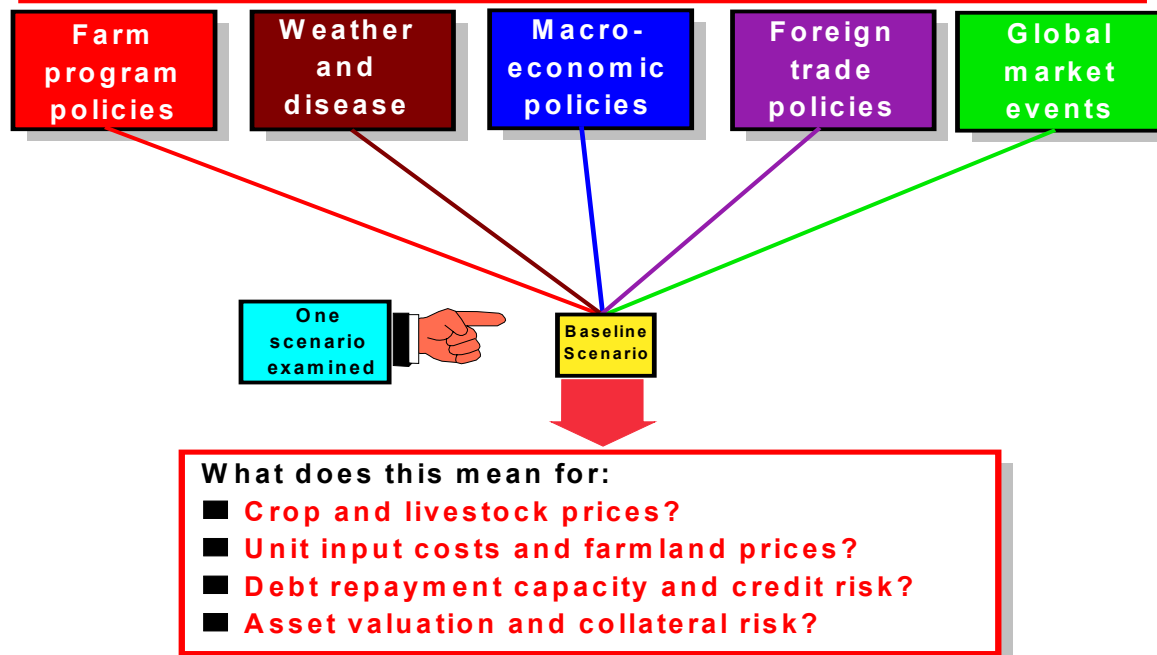 Farm
program
policies
Weather
and
disease
Macro-
economic
policies
Foreign
trade
policies
Global
market
events
One
scenario
examined
Baseline
Scenario
What does this mean for:
Crop and livestock prices?
Unit input costs and farmland prices?
Debt repayment capacity and credit risk?
Asset valuation and collateral risk?